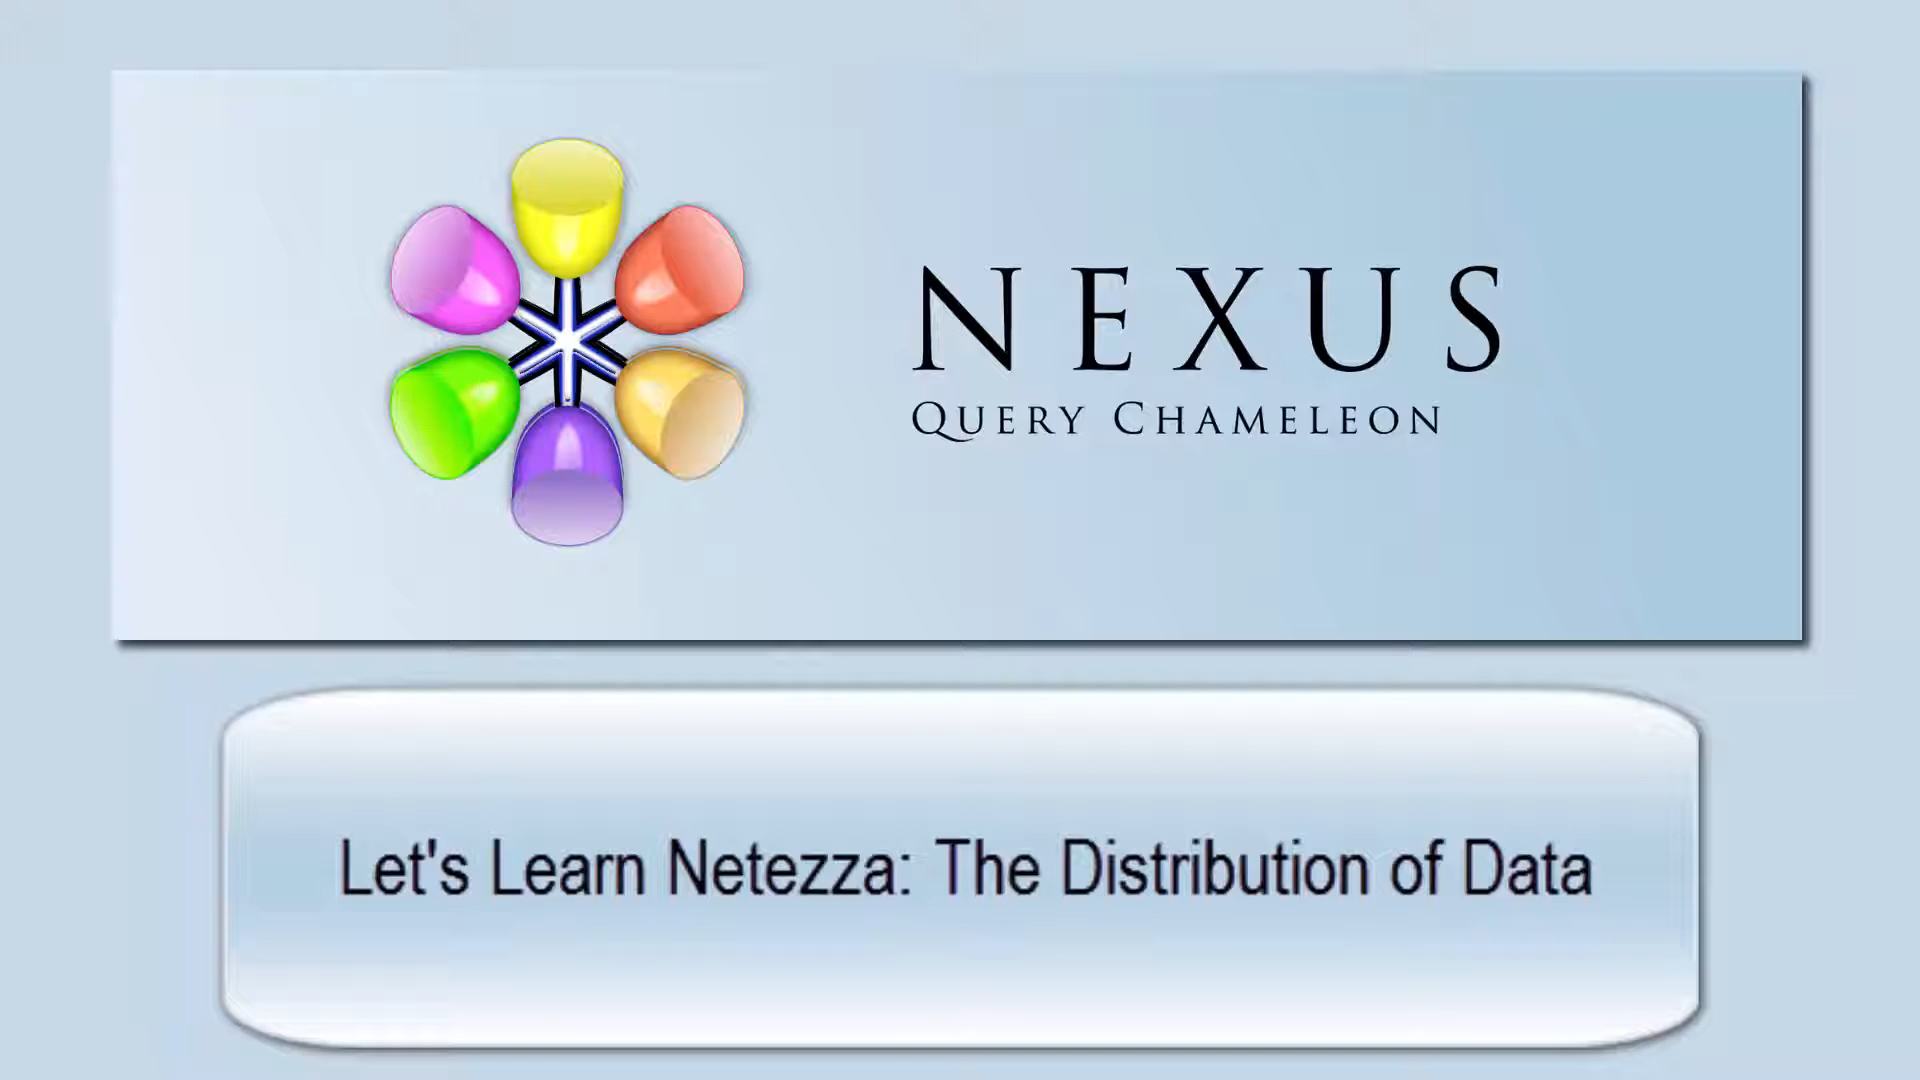 NEXUS
QUERY CHAMELEON
Let's Learn Netezza: The Distribution of Data